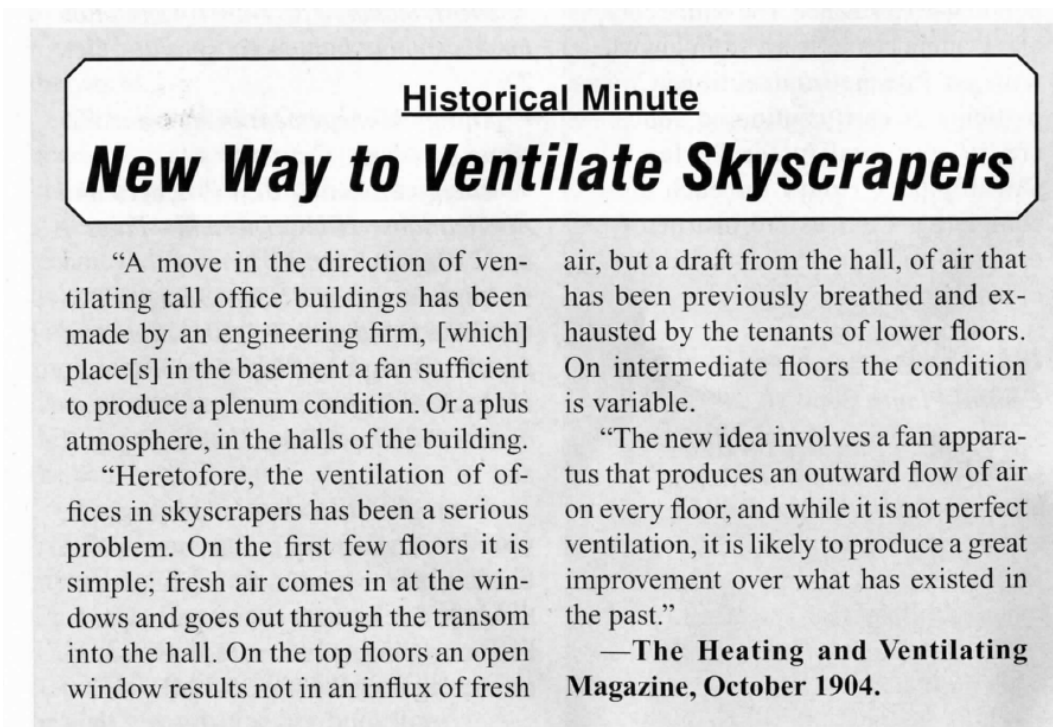 Historical Minute
New Way to Ventilate Skyscrapers
“A move in the direction of ven-
tilating tall office buildings has been
made by an engineering firm, [which]
place[s] in the basement a fan sufficient
to produce a plenum condition. Or a plus
atmosphere, in the halls of the building.
“Heretofore, the ventilation of of-
fices in skyscrapers has been a serious
problem. On the first few floors it is
simple; fresh air comes in at the win-
dows and goes out through the transom
into the hall. On the top floors an open
window results not in an influx of fresh
air, but a draft from the hall, of air that
has been previously breathed and ex-
hausted by the tenants of lower floors.
On intermediate floors the condition
is variable.
“The new idea involves a fan appara-
tus that produces an outward flow of air
on every floor, and while it is not perfect
ventilation, it is likely to produce a great
improvement over what has existed in
the past.”
—The Heating and Ventilating
Magazine, October 1904.